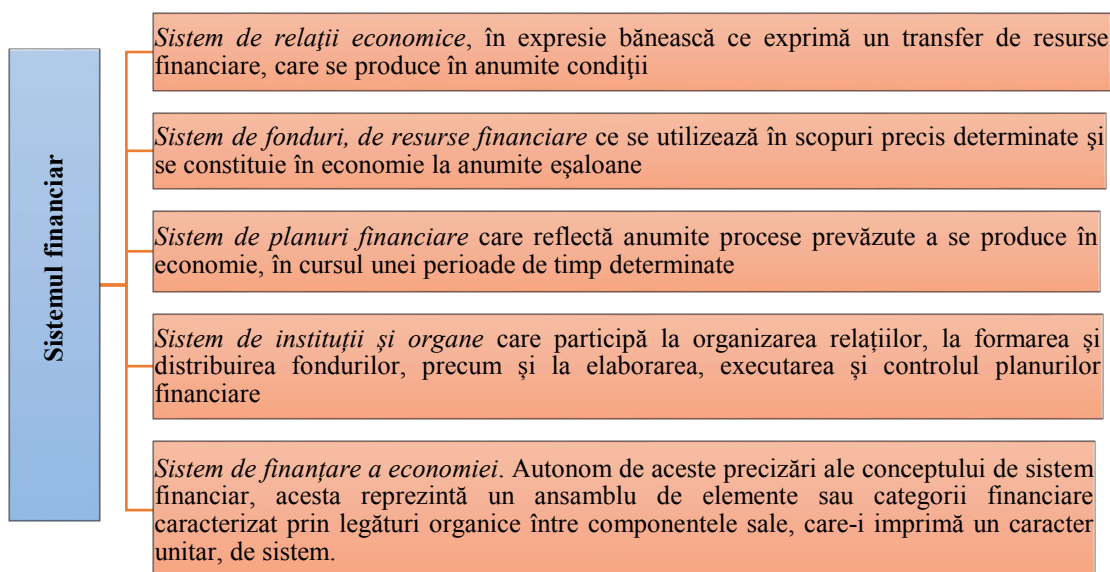 Sistemul financiar
Sistem de relaţii economice, în expresie bănească ce exprimă un transfer de resurse
financiare, care se produce în anumite condiţii
Sistem de fonduri, de resurse financiare ce se utilizează în scopuri precis determinate şi
se constituie în economie la anumite eşaloane
Sistem de planuri financiare care reflectă anumite procese prevăzute a se produce în
economie, în cursul unei perioade de timp determinate
Sistem de instituții și organe care participă la organizarea relațiilor, la formarea și
distribuirea fondurilor, precum și la elaborarea, executarea și controlul planurilor
financiare
Sistem de finanțare a economiei. Autonom de aceste precizări ale conceptului de sistem
financiar, acesta reprezintă un ansamblu de elemente sau categorii financiare
caracterizat prin legături organice între componentele sale, care-i imprimă un caracter
unitar, de sistem.